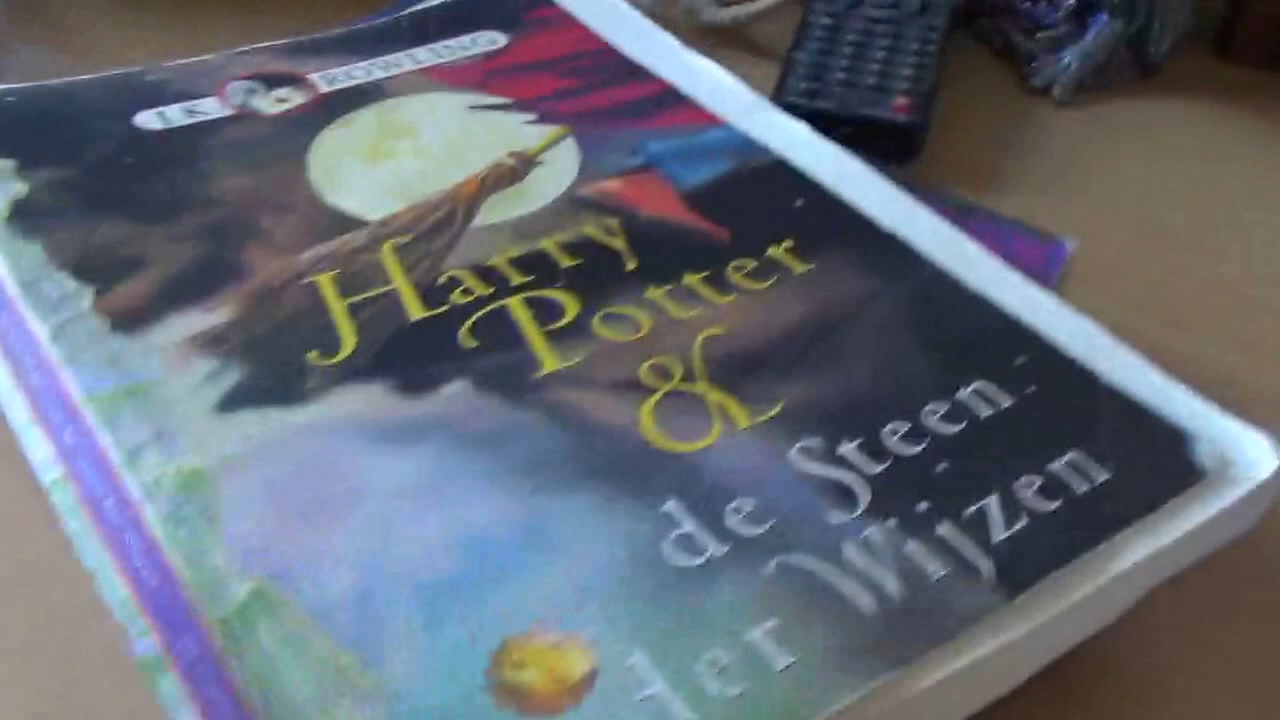 J.K. ROWLING
Harry
Potter
&
de Steen
der Wijzen